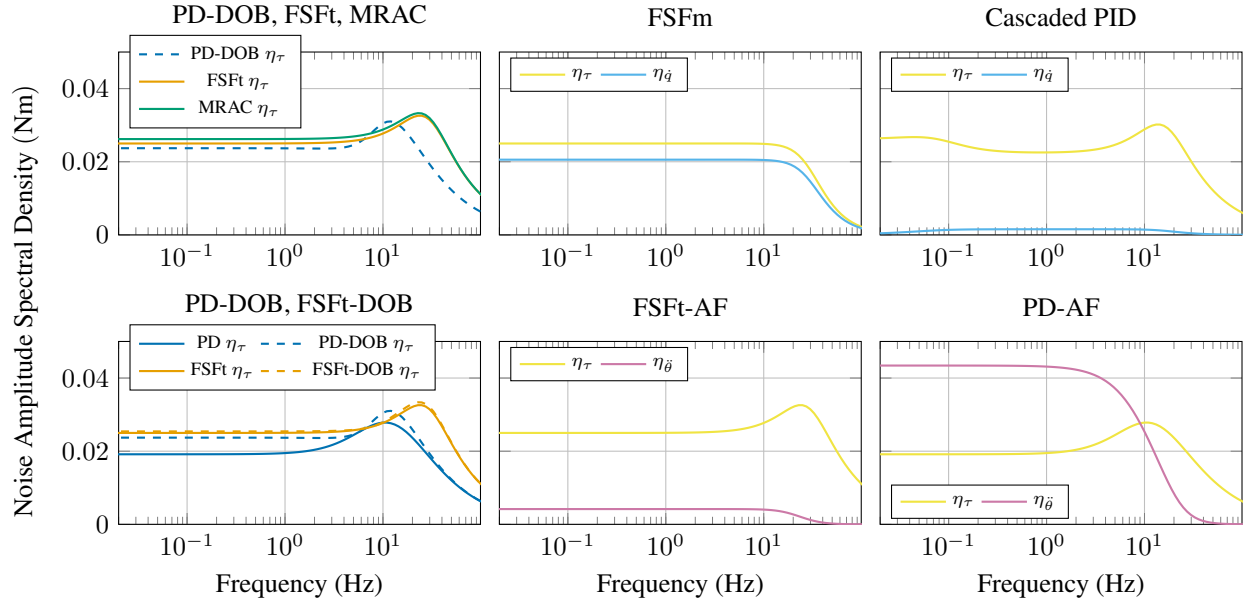 PD-DOB, FSFt, MRAC
FSFm
Cascaded PID
Noise Amplitude Spectral Density (Nm)
0.04
0.02
0
PD-DOB ητ
FSFt ητ
MRAC ητ
10⁻¹ 10⁰ 10¹
ητ ηq̇
10⁻¹ 10⁰ 10¹
ητ ηq̇
10⁻¹ 10⁰ 10¹
PD-DOB, FSFt-DOB
FSFt-AF
PD-AF
0.04
0.02
0
PD ητ PD-DOB ητ
FSFt ητ FSFt-DOB ητ
10⁻¹ 10⁰ 10¹
Frequency (Hz)
ητ ηθ̈
10⁻¹ 10⁰ 10¹
Frequency (Hz)
ητ ηθ̈
10⁻¹ 10⁰ 10¹
Frequency (Hz)